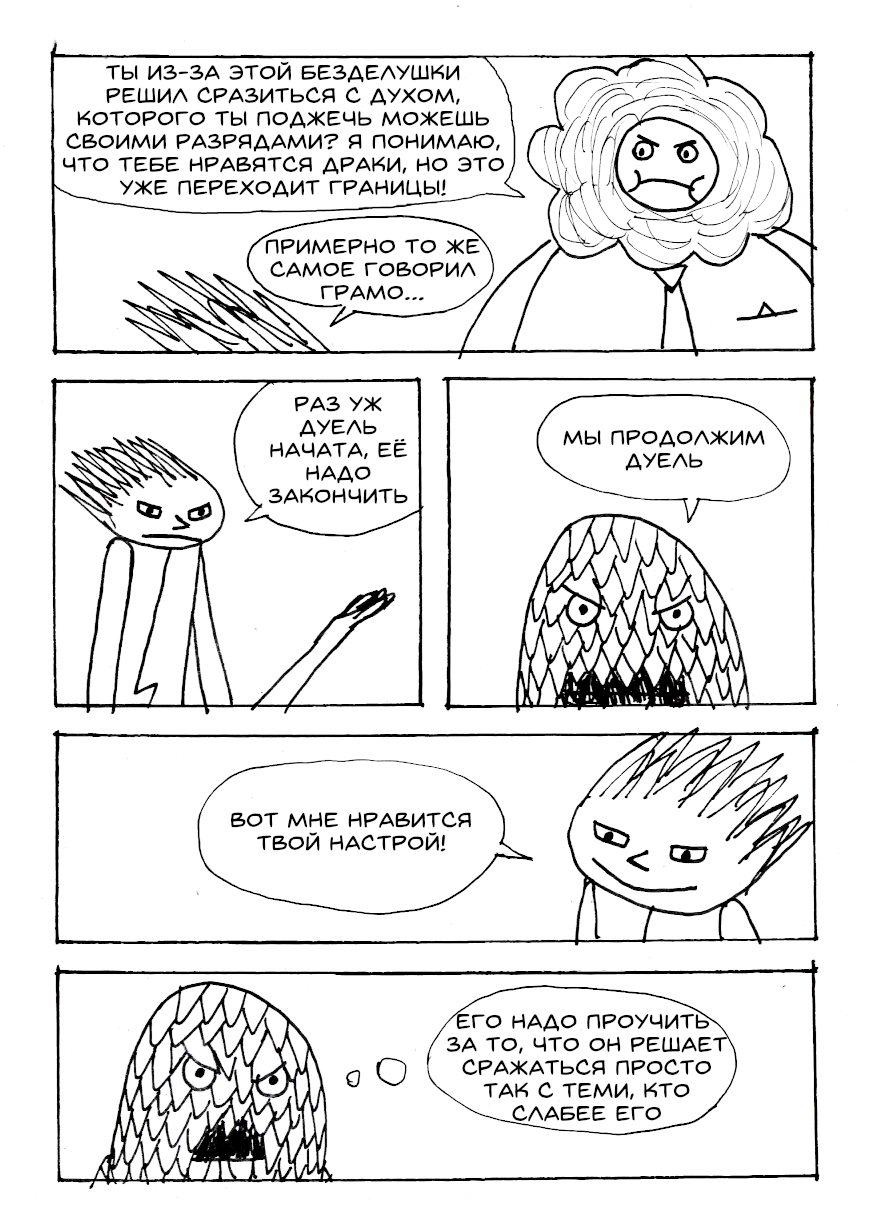 ТЫ ИЗ-ЗА ЭТОЙ БЕЗДЕЛУШКИ
РЕШИЛ СРАЗИТЬСЯ С ДУХОМ,
КОТОРОГО ТЫ ПОДЖЕЧЬ МОЖЕШЬ
СВОИМИ РАЗРЯДАМИ? Я ПОНИМАЮ,
ЧТО ТЕБЕ НРАВЯТСЯ ДРАКИ, НО ЭТО
УЖЕ ПЕРЕХОДИТ ГРАНИЦЫ!
ПРИМЕРНО ТО ЖЕ
САМОЕ ГОВОРИЛ
ГРАМО...
РАЗ УЖ
ДУЕЛЬ
НАЧАТА, ЕЁ
НАДО
ЗАКОНЧИТЬ
МЫ ПРОДОЛЖИМ
ДУЕЛЬ
ВОТ МНЕ НРАВИТСЯ
ТВОЙ НАСТРОЙ!
ЕГО НАДО ПРОУЧИТЬ
ЗА ТО, ЧТО ОН РЕШАЕТ
СРАЖАТЬСЯ ПРОСТО
ТАК С ТЕМИ, КТО
СЛАБЕЕ ЕГО